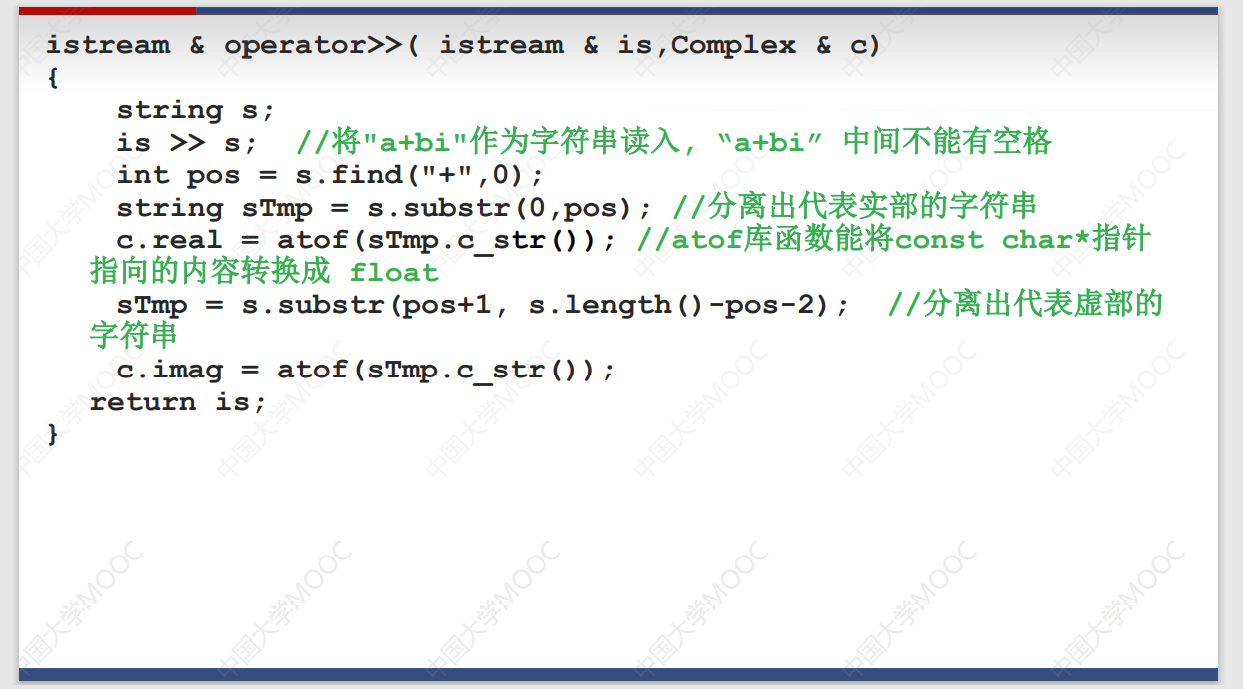 istream & operator>>( istream & is,Complex & c)
{
string s;
is >> s; //将"a+bi"作为字符串读入, “a+bi” 中间不能有空格
int pos = s.find("+",0);
string sTmp = s.substr(0,pos); //分离出代表实部的字符串
c.real = atof(sTmp.c_str()); //atof库函数能将const char*指针
指向的内容转换成 float
sTmp = s.substr(pos+1, s.length()-pos-2); //分离出代表虚部的
字符串
c.imag = atof(sTmp.c_str());
return is;
}
中国大学MOOC